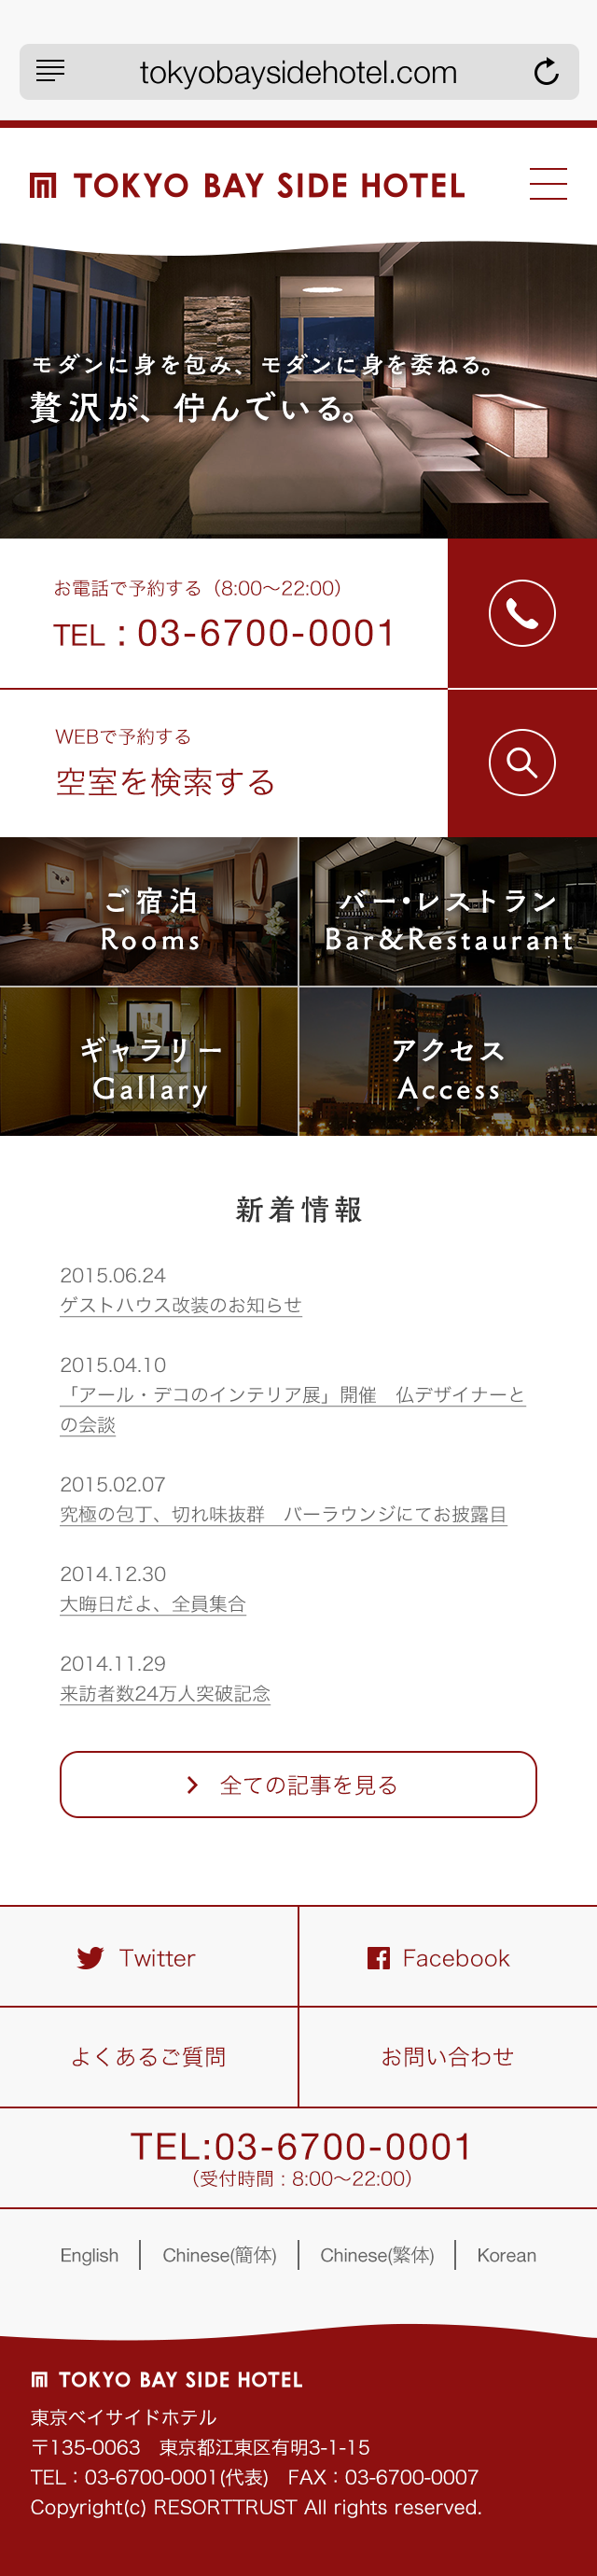 tokyobaysidehotel.com
TOKYO BAY SIDE HOTEL
モダンに身を包み、モダンに身を委ねる。
贅沢が、佇んでいる。
お電話で予約する（8:00〜22:00）
TEL：03-6700-0001
WEBで予約する
空室を検索する
ご宿泊
Rooms
バー・レストラン
Bar&Restaurant
ギャラリー
Gallary
アクセス
Access
新着情報
2015.06.24
ゲストハウス改装のお知らせ
2015.04.10
「アール・デコのインテリア展」開催　仏デザイナーと
の会談
2015.02.07
究極の包丁、切れ味抜群　バーラウンジにてお披露目
2014.12.30
大晦日だよ、全員集合
2014.11.29
来訪者数24万人突破記念
全ての記事を見る
Twitter
Facebook
よくあるご質問
お問い合わせ
TEL:03-6700-0001
（受付時間：8:00〜22:00）
English
Chinese(簡体)
Chinese(繁体)
Korean
TOKYO BAY SIDE HOTEL
東京ベイサイドホテル
〒135-0063　東京都江東区有明3-1-15
TEL：03-6700-0001(代表)　FAX：03-6700-0007
Copyright(c) RESORTTRUST All rights reserved.